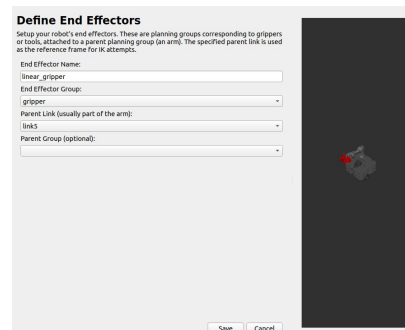 Define End Effectors
Setup your robot's end effectors. These are planning groups corresponding to grippers
or tools, attached to a parent planning group (an arm). The specified parent link is used
as the reference frame for IK attempts.
End Effector Name:
linear_gripper
End Effector Group:
gripper
Parent Link (usually part of the arm):
link5
Parent Group (optional):
Save Cancel